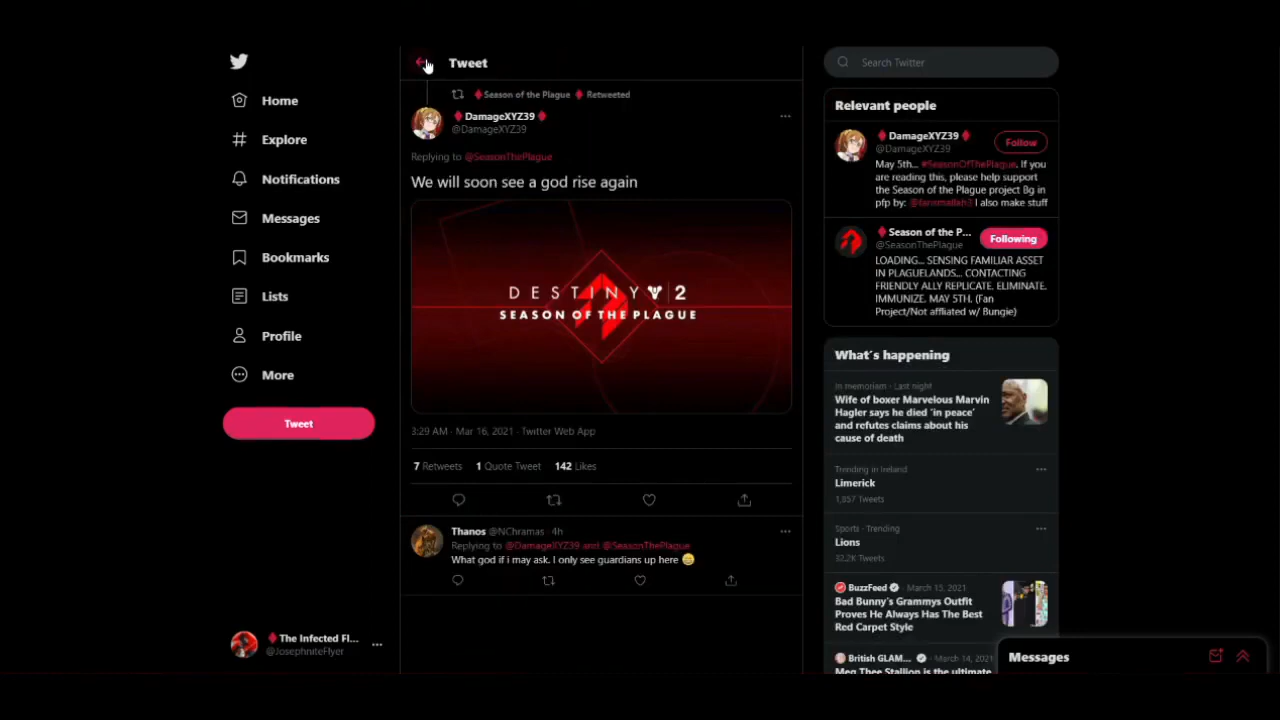 Home
Explore
Notifications
Messages
Bookmarks
Lists
Profile
More
Tweet
The Infected Fl...
@JosephniteFlyer
Tweet
Season of the Plague Retweeted
DamageXYZ39
@DamageXYZ39
Replying to @SeasonThePlague
We will soon see a god rise again
DESTINY 2
SEASON OF THE PLAGUE
3:29 AM · Mar 16, 2021 · Twitter Web App
7 Retweets 1 Quote Tweet 142 Likes
Thanos @NChramas · 4h
Replying to @DamageXYZ39 and @SeasonThePlague
What god if i may ask. I only see guardians up here
Search Twitter
Relevant people
DamageXYZ39
@DamageXYZ39
Follow
May 5th... #SeasonOfThePlague. If you
are reading this, please help support
the Season of the Plague project Bg in
pfp by: I also make stuff
Season of the P...
@SeasonThePlague
Following
LOADING... SENSING FAMILIAR ASSET
IN PLAGUELANDS... CONTACTING
FRIENDLY ALLY REPLICATE. ELIMINATE.
IMMUNIZE. MAY 5TH. (Fan
Project/Not affliated w/ Bungie)
What's happening
In memoriam · Last night
Wife of boxer Marvelous Marvin
Hagler says he died 'in peace'
and refutes claims about his
cause of death
Trending in Ireland
Limerick
1,857 Tweets
Sports · Trending
Lions
32.2K Tweets
BuzzFeed · March 15, 2021
Bad Bunny's Grammys Outfit
Proves He Always Has The Best
Red Carpet Style
British GLAM... · March 14, 2021
Meg Thee Stallion is the ultimate
Messages